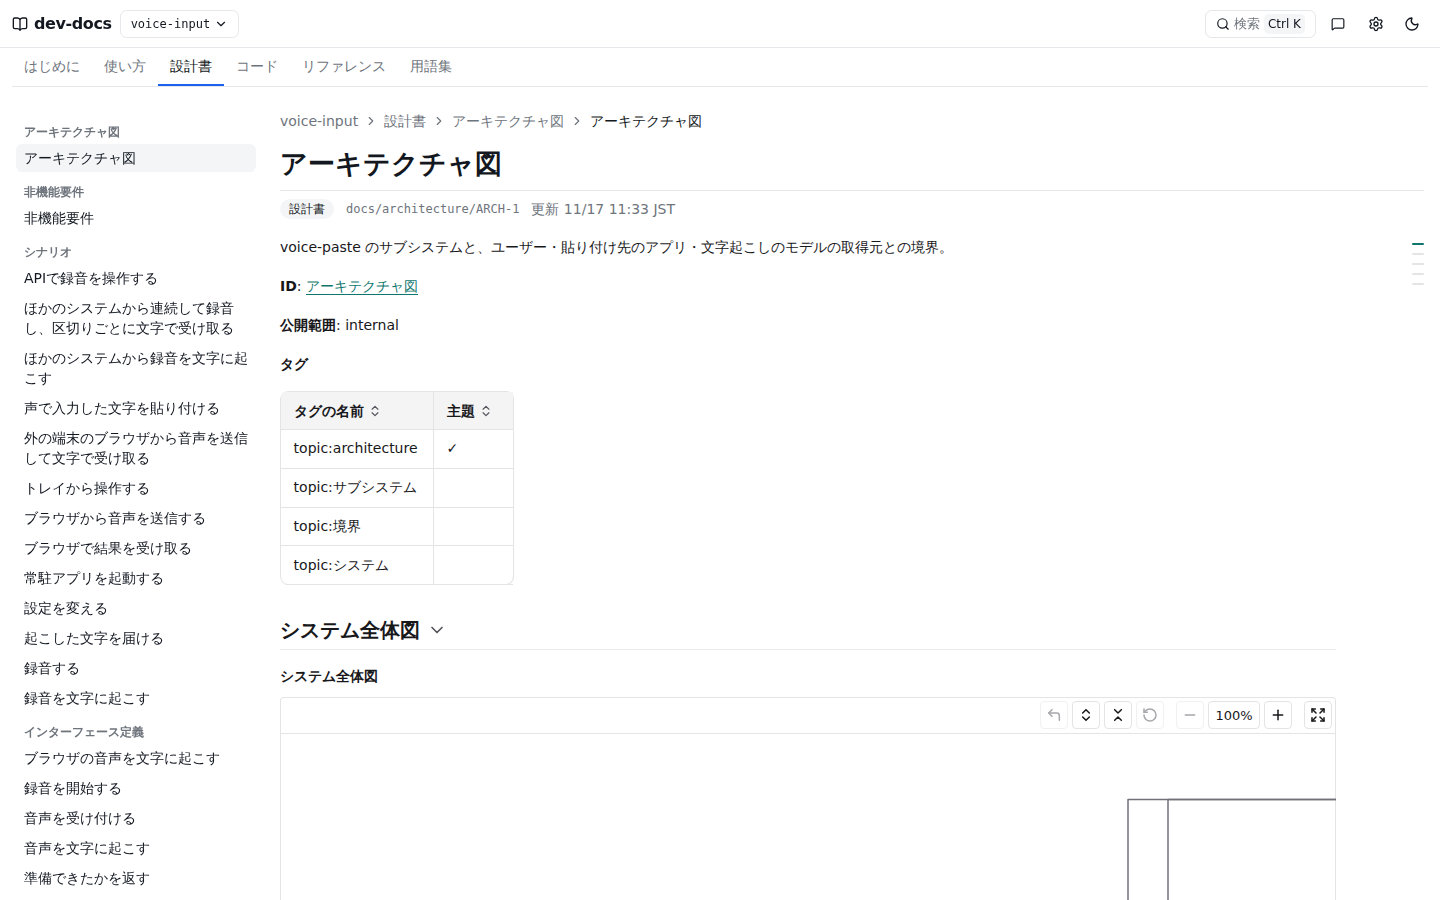 dev-docs
voice-input
検索 Ctrl K
はじめに
使い方
設計書
コード
リファレンス
用語集
アーキテクチャ図
アーキテクチャ図
非機能要件
非機能要件
シナリオ
APIで録音を操作する
ほかのシステムから連続して録音
し、区切りごとに文字で受け取る
ほかのシステムから録音を文字に起
こす
声で入力した文字を貼り付ける
外の端末のブラウザから音声を送信
して文字で受け取る
トレイから操作する
ブラウザから音声を送信する
ブラウザで結果を受け取る
常駐アプリを起動する
設定を変える
起こした文字を届ける
録音する
録音を文字に起こす
インターフェース定義
ブラウザの音声を文字に起こす
録音を開始する
音声を受け付ける
音声を文字に起こす
準備できたかを返す
voice-input > 設計書 > アーキテクチャ図 > アーキテクチャ図
アーキテクチャ図
設計書 docs/architecture/ARCH-1 更新 11/17 11:33 JST
voice-paste のサブシステムと、ユーザー・貼り付け先のアプリ・文字起こしのモデルの取得元との境界。
ID: アーキテクチャ図
公開範囲: internal
タグ
タグの名前 主題
topic:architecture ✓
topic:サブシステム
topic:境界
topic:システム
システム全体図
システム全体図
100%